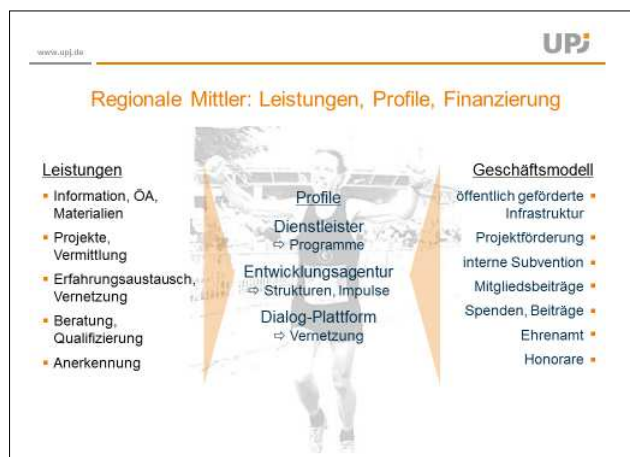 www.upj.de
UPJ
Regionale Mittler: Leistungen, Profile, Finanzierung
Leistungen
▪ Information, ÖA,
Materialien
▪ Projekte,
Vermittlung
▪ Erfahrungsaustausch,
Vernetzung
▪ Beratung,
Qualifizierung
▪ Anerkennung
Profile
Dienstleister
⇨ Programme
Entwicklungsagentur
⇨ Strukturen, Impulse
Dialog-Plattform
⇨ Vernetzung
Geschäftsmodell
öffentlich geförderte ▪
Infrastruktur
Projektförderung ▪
interne Subvention ▪
Mitgliedsbeiträge ▪
Spenden, Beiträge ▪
Ehrenamt ▪
Honorare ▪